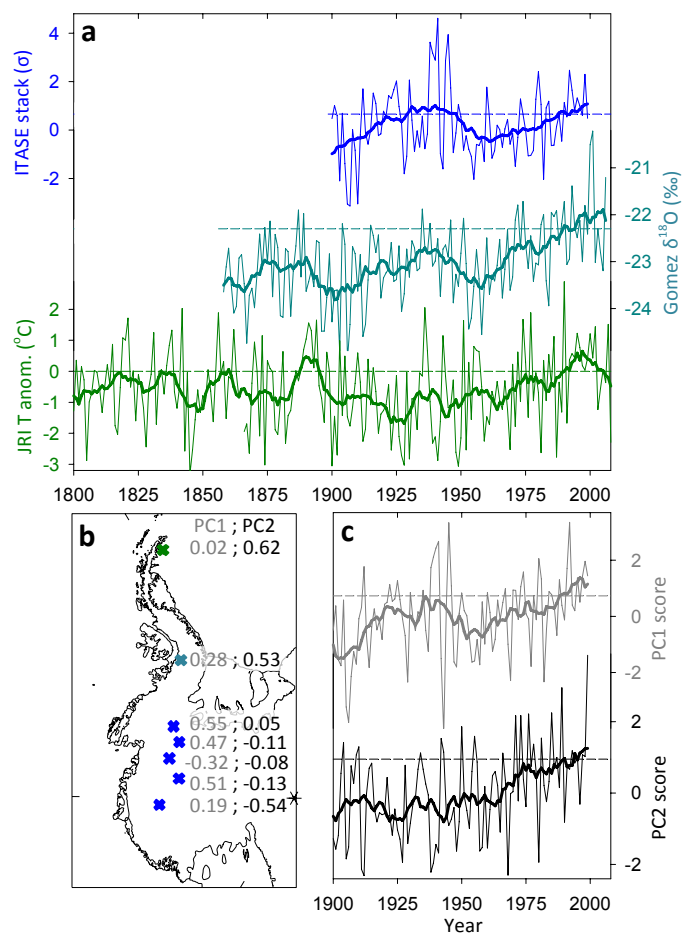 a
ITASE stack (σ)
4
2
0
-2
Gomez δ18O (‰)
-21
-22
-23
-24
JRI T anom. (oC)
2
1
0
-1
-2
-3
1800 1825 1850 1875 1900 1925 1950 1975 2000
b
PC1 ; PC2
0.02 ; 0.62
0.28 ; 0.53
0.55 ; 0.05
0.47 ; -0.11
-0.32 ; -0.08
0.51 ; -0.13
0.19 ; -0.54
c
2
0
-2
PC1 score
2
0
-2
PC2 score
1900 1925 1950 1975 2000
Year